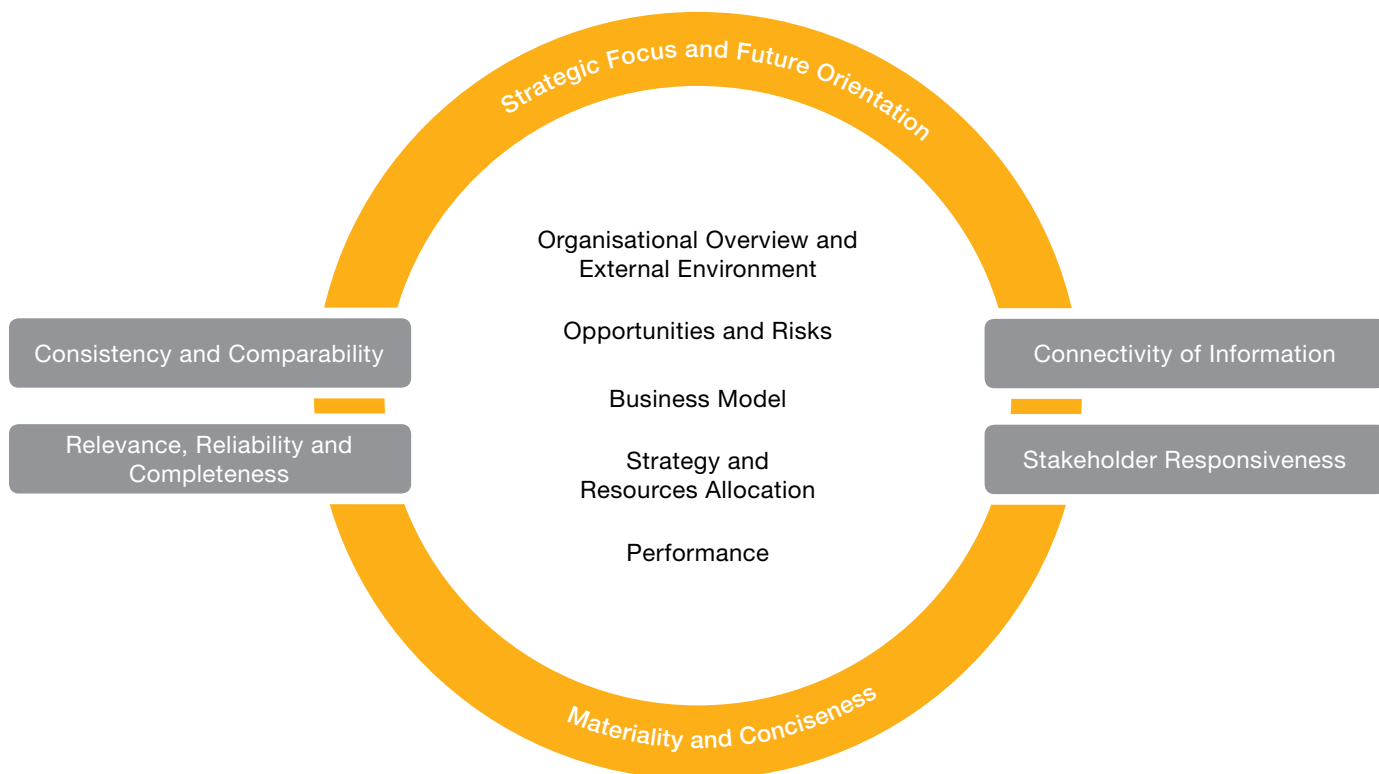 Strategic Focus and Future Orientation
Organisational Overview and
External Environment
Opportunities and Risks
Consistency and Comparability
Connectivity of Information
Business Model
Relevance, Reliability and
Completeness
Strategy and
Resources Allocation
Stakeholder Responsiveness
Performance
Materiality and Conciseness